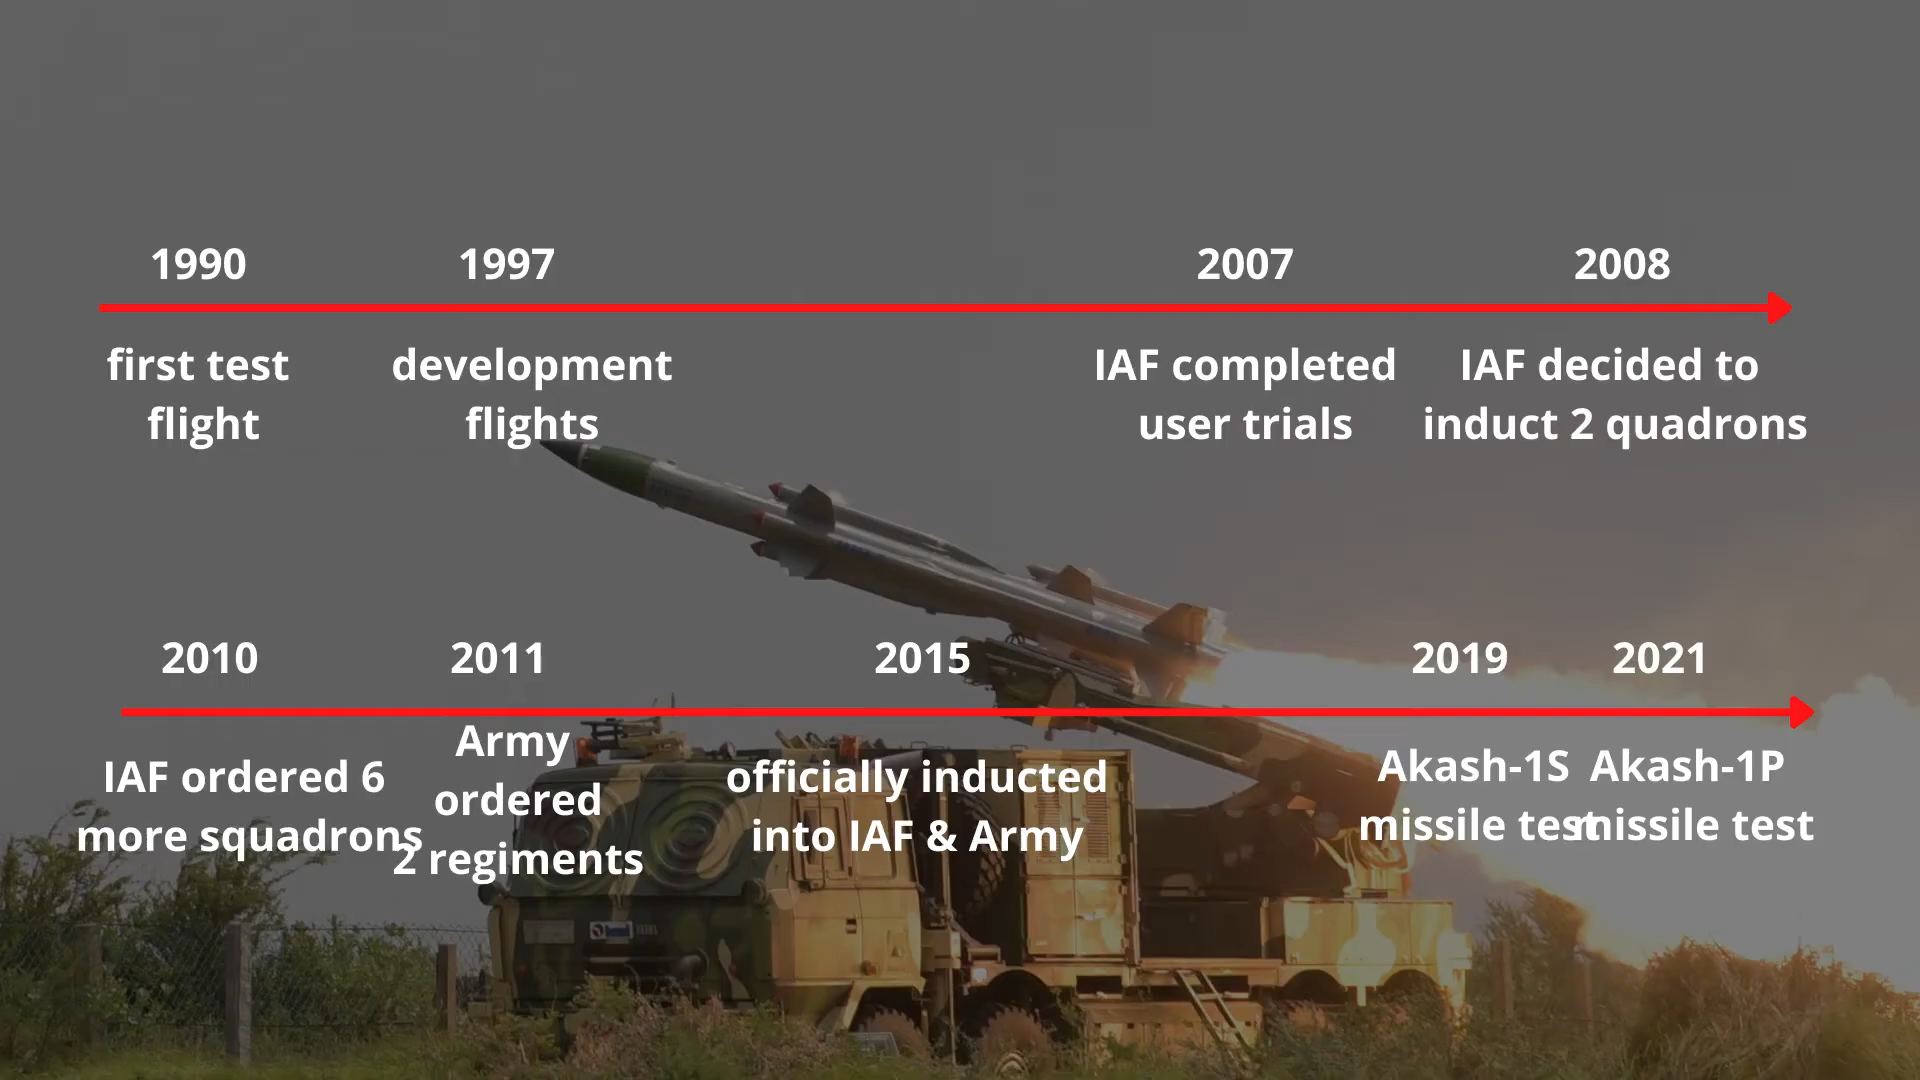 1990
1997
2007
2008
first test
flight
development
flights
IAF completed
user trials
IAF decided to
induct 2 quadrons
2010
2011
2015
2019
2021
IAF ordered 6
more squadrons
Army
ordered
2 regiments
officially inducted
into IAF & Army
Akash-1S
missile test
Akash-1P
missile test